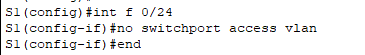 S1(config)#int f 0/24
S1(config-if)#no switchport access vlan
S1(config-if)#end